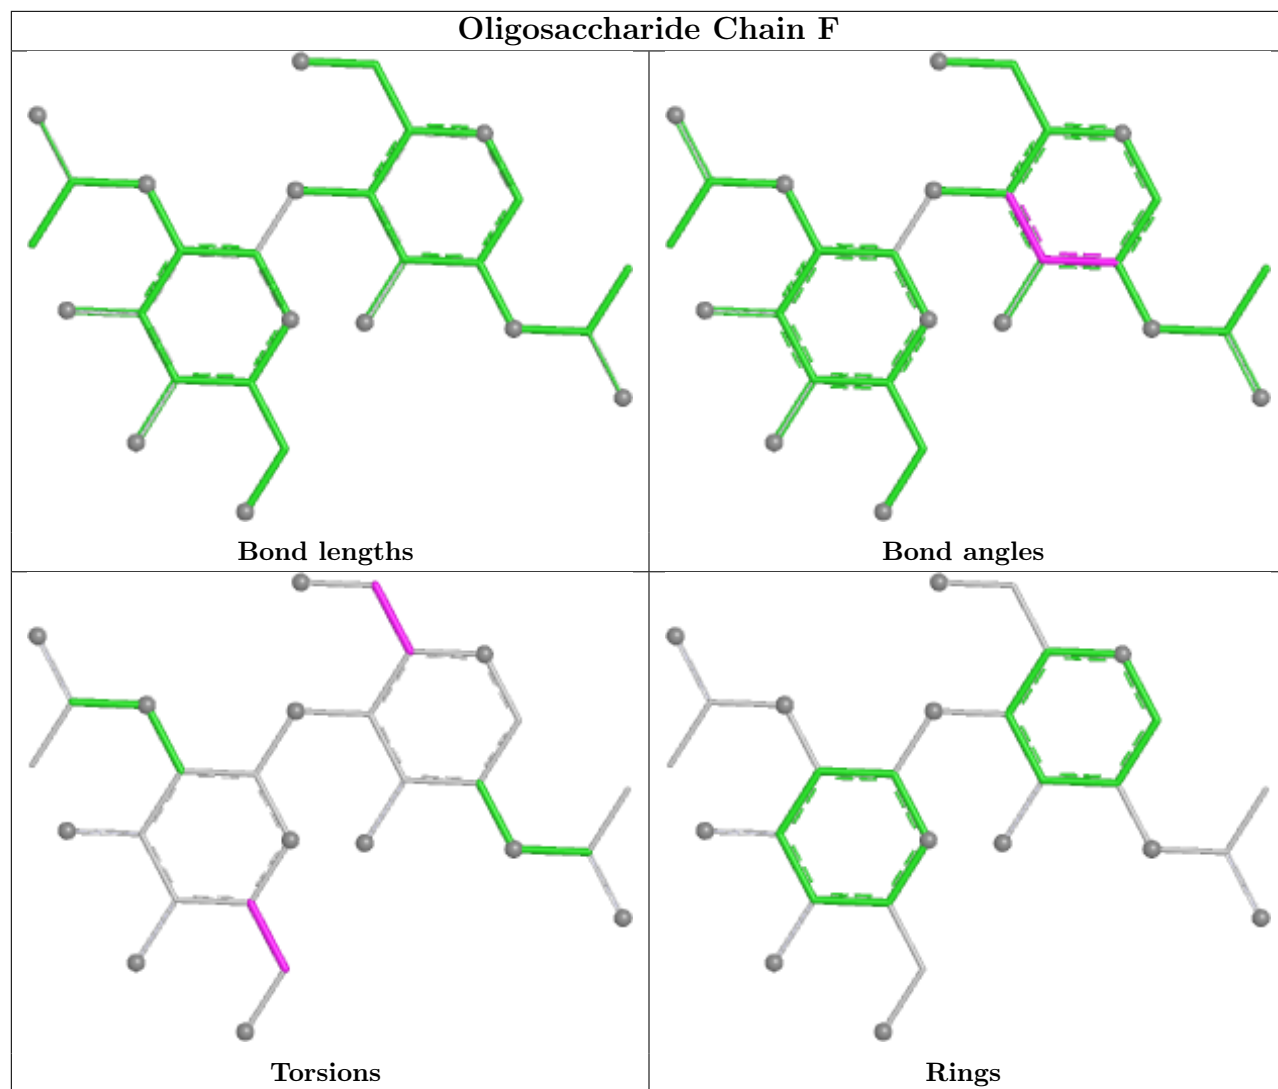 Oligosaccharide Chain F
Bond lengths
Bond angles
Torsions
Rings